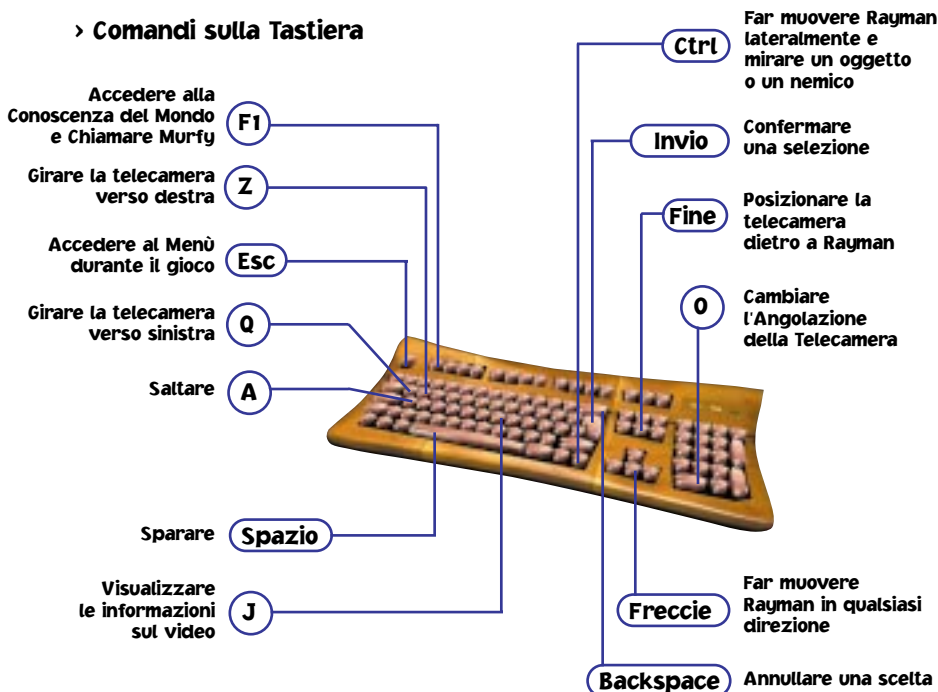 › Comandi sulla Tastiera
Accedere alla
Conoscenza del Mondo
e Chiamare Murfy
F1
Girare la telecamera
verso destra
Z
Accedere al Menù
durante il gioco
Esc
Girare la telecamera
verso sinistra
Q
Saltare
A
Sparare
Spazio
Visualizzare
le informazioni
sul video
J
Ctrl
Far muovere Rayman
lateralmente e
mirare un oggetto
o un nemico
Invio
Confermare
una selezione
Fine
Posizionare la
telecamera
dietro a Rayman
0
Cambiare
l'Angolazione
della Telecamera
Freccie
Far muovere
Rayman in qualsiasi
direzione
Backspace
Annullare una scelta